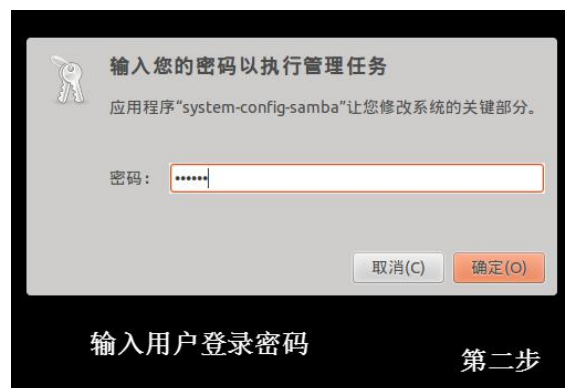 输入您的密码以执行管理任务
应用程序“system-config-samba”让您修改系统的关键部分。
密码：••••••
取消(C) 确定(O)
输入用户登录密码
第二步